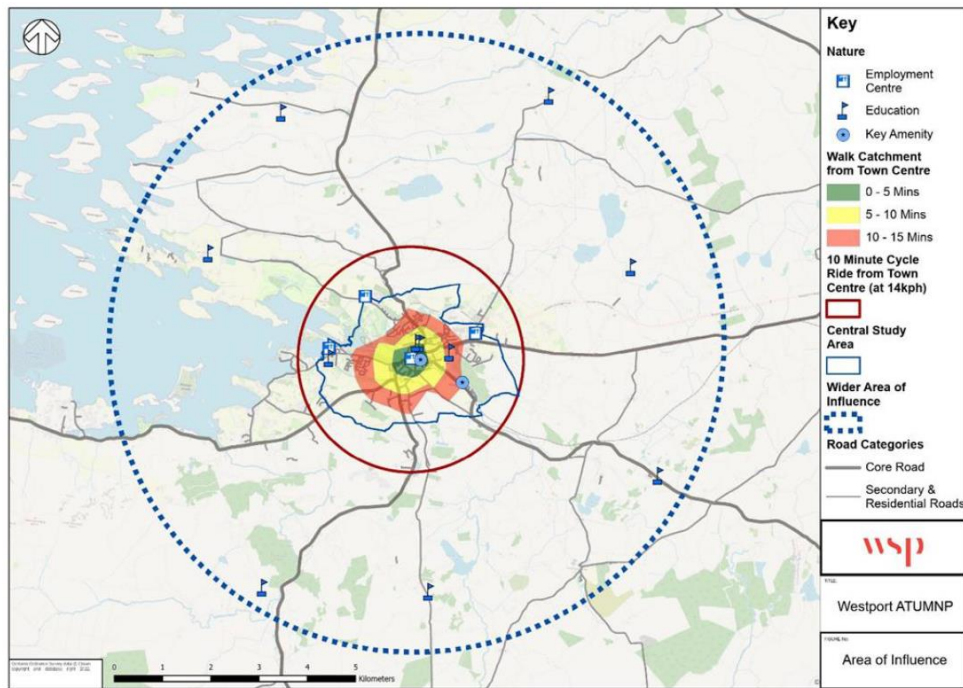 Key
Nature
Employment
Centre
Education
Key Amenity
Walk Catchment
from Town Centre
0 - 5 Mins
5 - 10 Mins
10 - 15 Mins
10 Minute Cycle
Ride from Town
Centre (at 14kph)
Central Study
Area
Wider Area of
Influence
Road Categories
Core Road
Secondary &
Residential Roads
wsp
TITLE:
Westport ATUMNP
FIGURE No:
Area of Influence
0 1 2 3 4 5
Kilometers